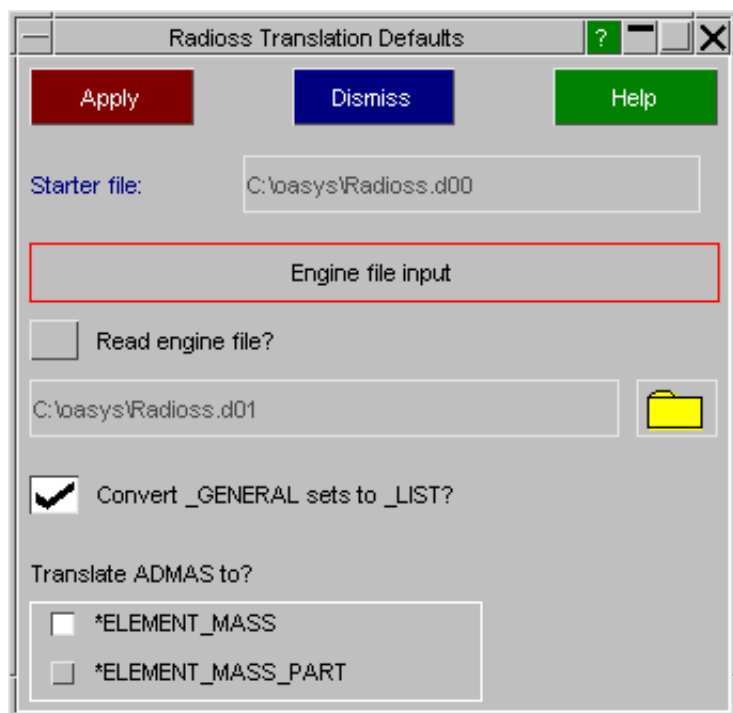 Radioss Translation Defaults ?
Apply Dismiss Help
Starter file: C:\oasys\Radioss.d00
Engine file input
Read engine file?
C:\oasys\Radioss.d01
Convert _GENERAL sets to _LIST?
Translate ADMAS to?
*ELEMENT_MASS
*ELEMENT_MASS_PART